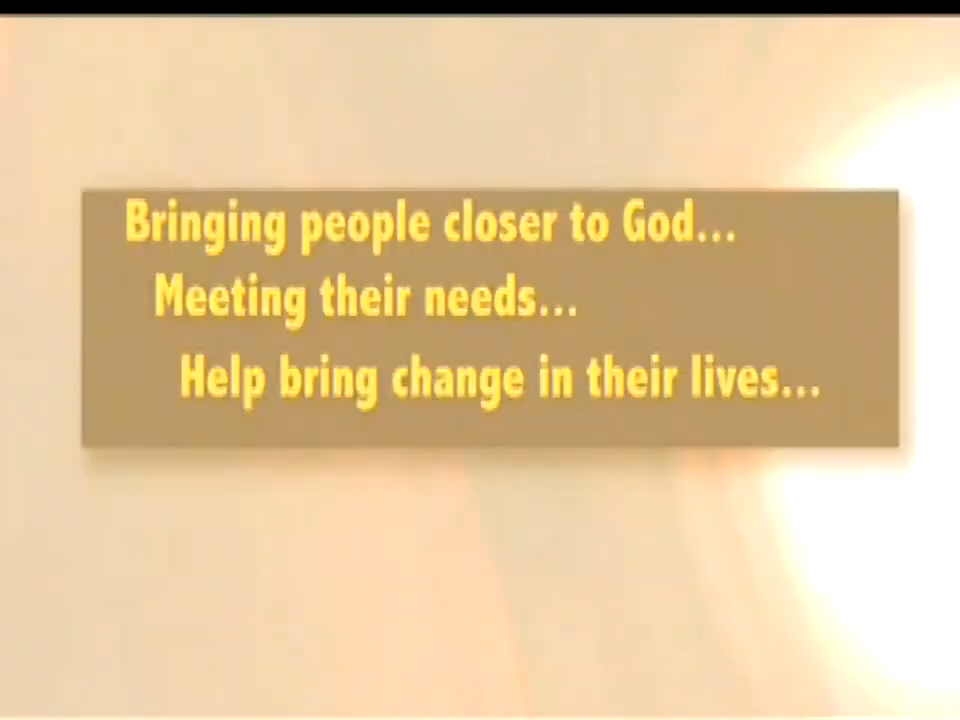 Bringing people closer to God...
Meeting their needs...
Help bring change in their lives...